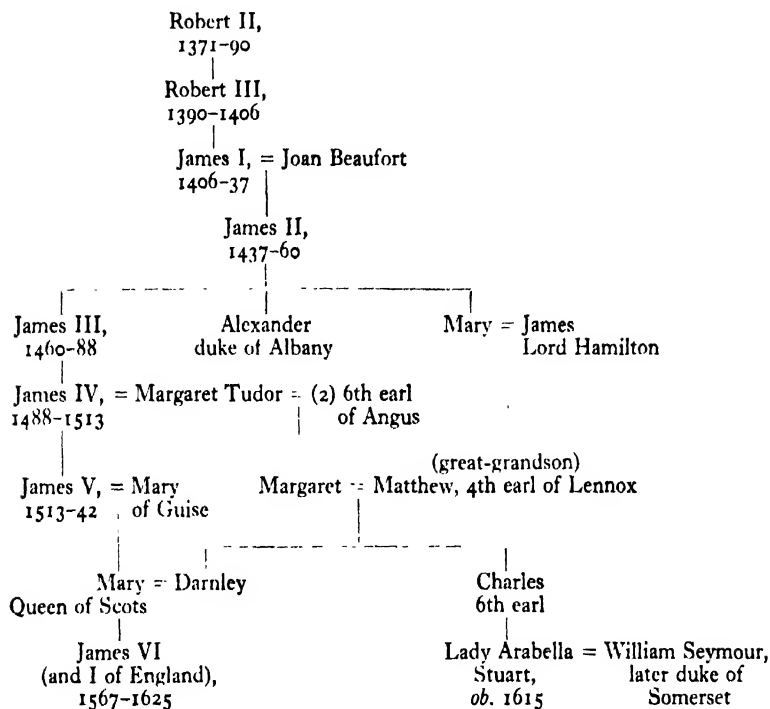 Robert II,
1371-90
Robert III,
1390-1406
James I, = Joan Beaufort
1406-37
James II,
1437-60
James III,
1460-88
Alexander
duke of Albany
Mary = James
Lord Hamilton
James IV, = Margaret Tudor = (2) 6th earl
1488-1513
of Angus
James V, = Mary
1513-42 of Guise
(great-grandson)
Margaret = Matthew, 4th earl of Lennox
Mary = Darnley
Queen of Scots
Charles
6th earl
James VI
(and I of England),
1567-1625
Lady Arabella = William Seymour,
Stuart, later duke of
ob. 1615 Somerset